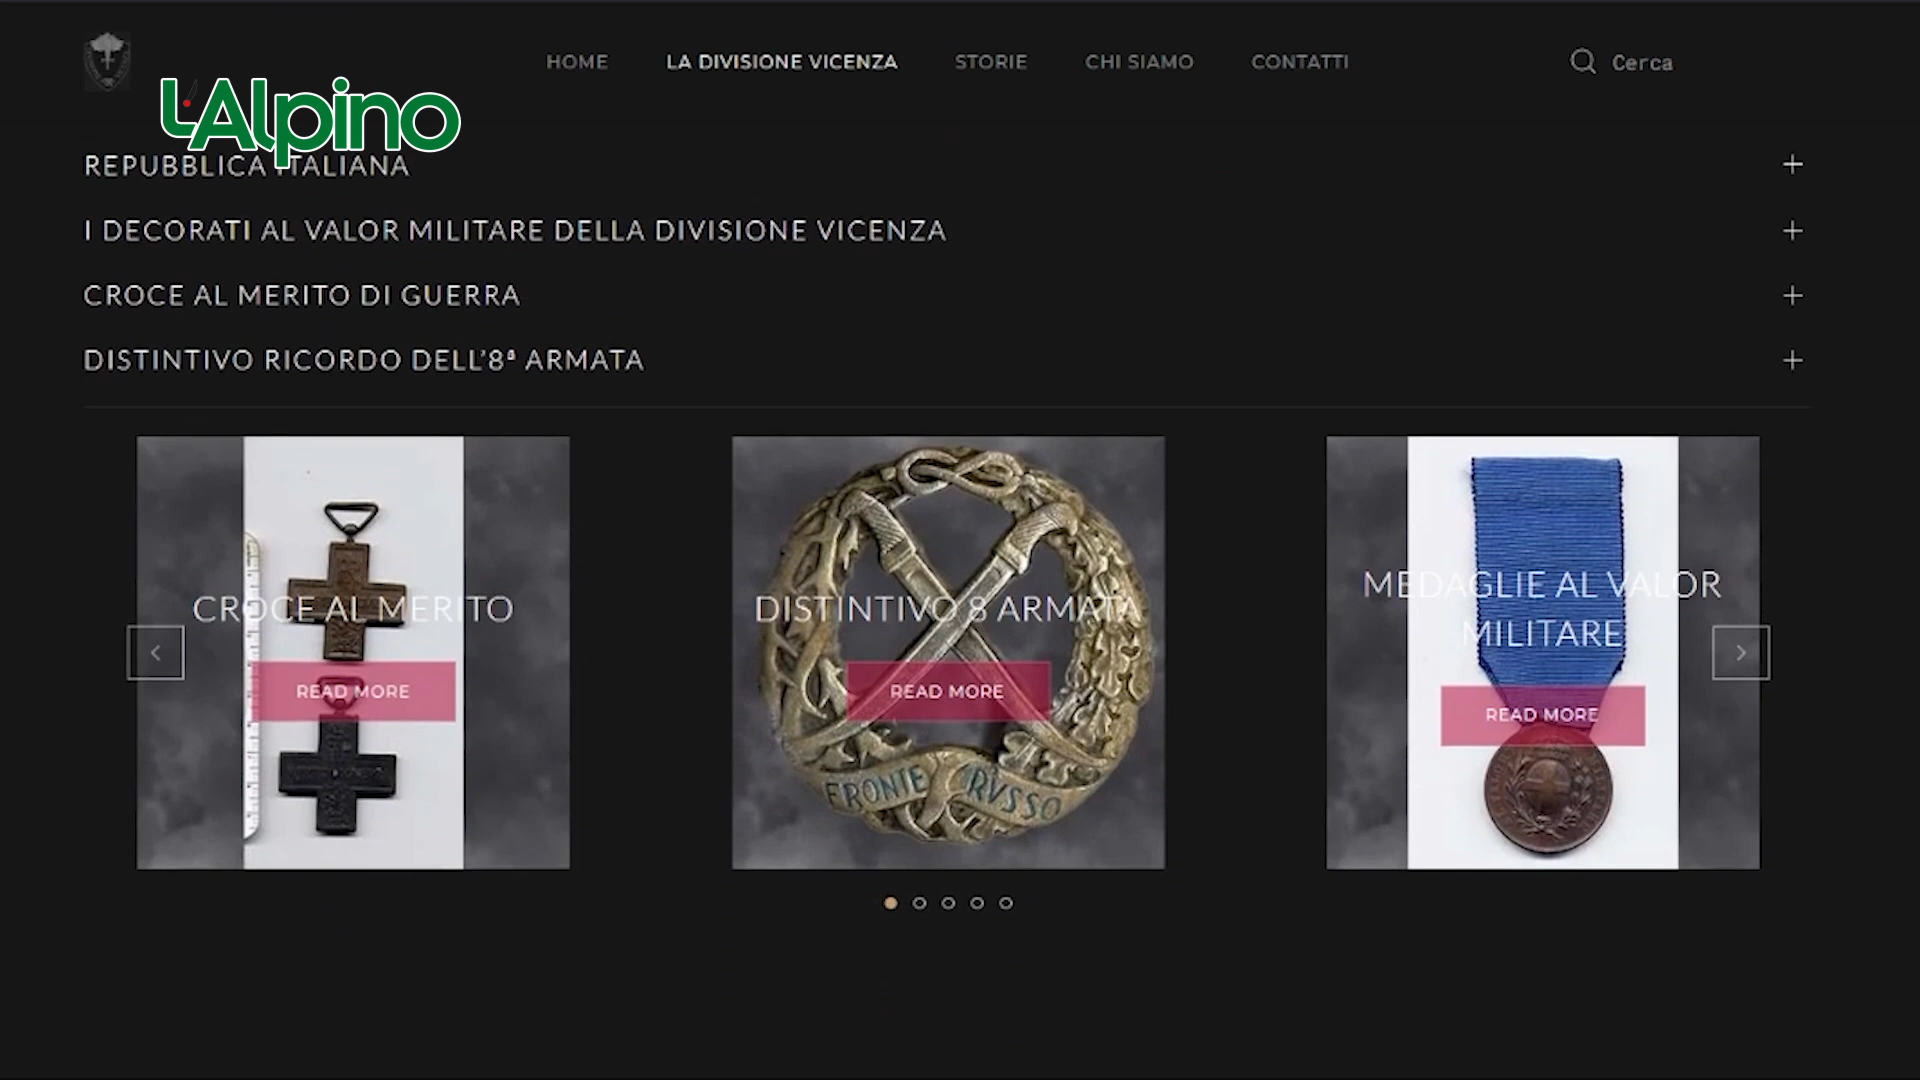 HOME LA DIVISIONE VICENZA STORIE CHI SIAMO CONTATTI Cerca
L'Alpino
REPUBBLICA ITALIANA
I DECORATI AL VALOR MILITARE DELLA DIVISIONE VICENZA
CROCE AL MERITO DI GUERRA
DISTINTIVO RICORDO DELL'8ª ARMATA
CROCE AL MERITO
READ MORE
DISTINTIVO 8 ARMATA
READ MORE
FRONTE RVSSO
MEDAGLIE AL VALOR
MILITARE
READ MORE